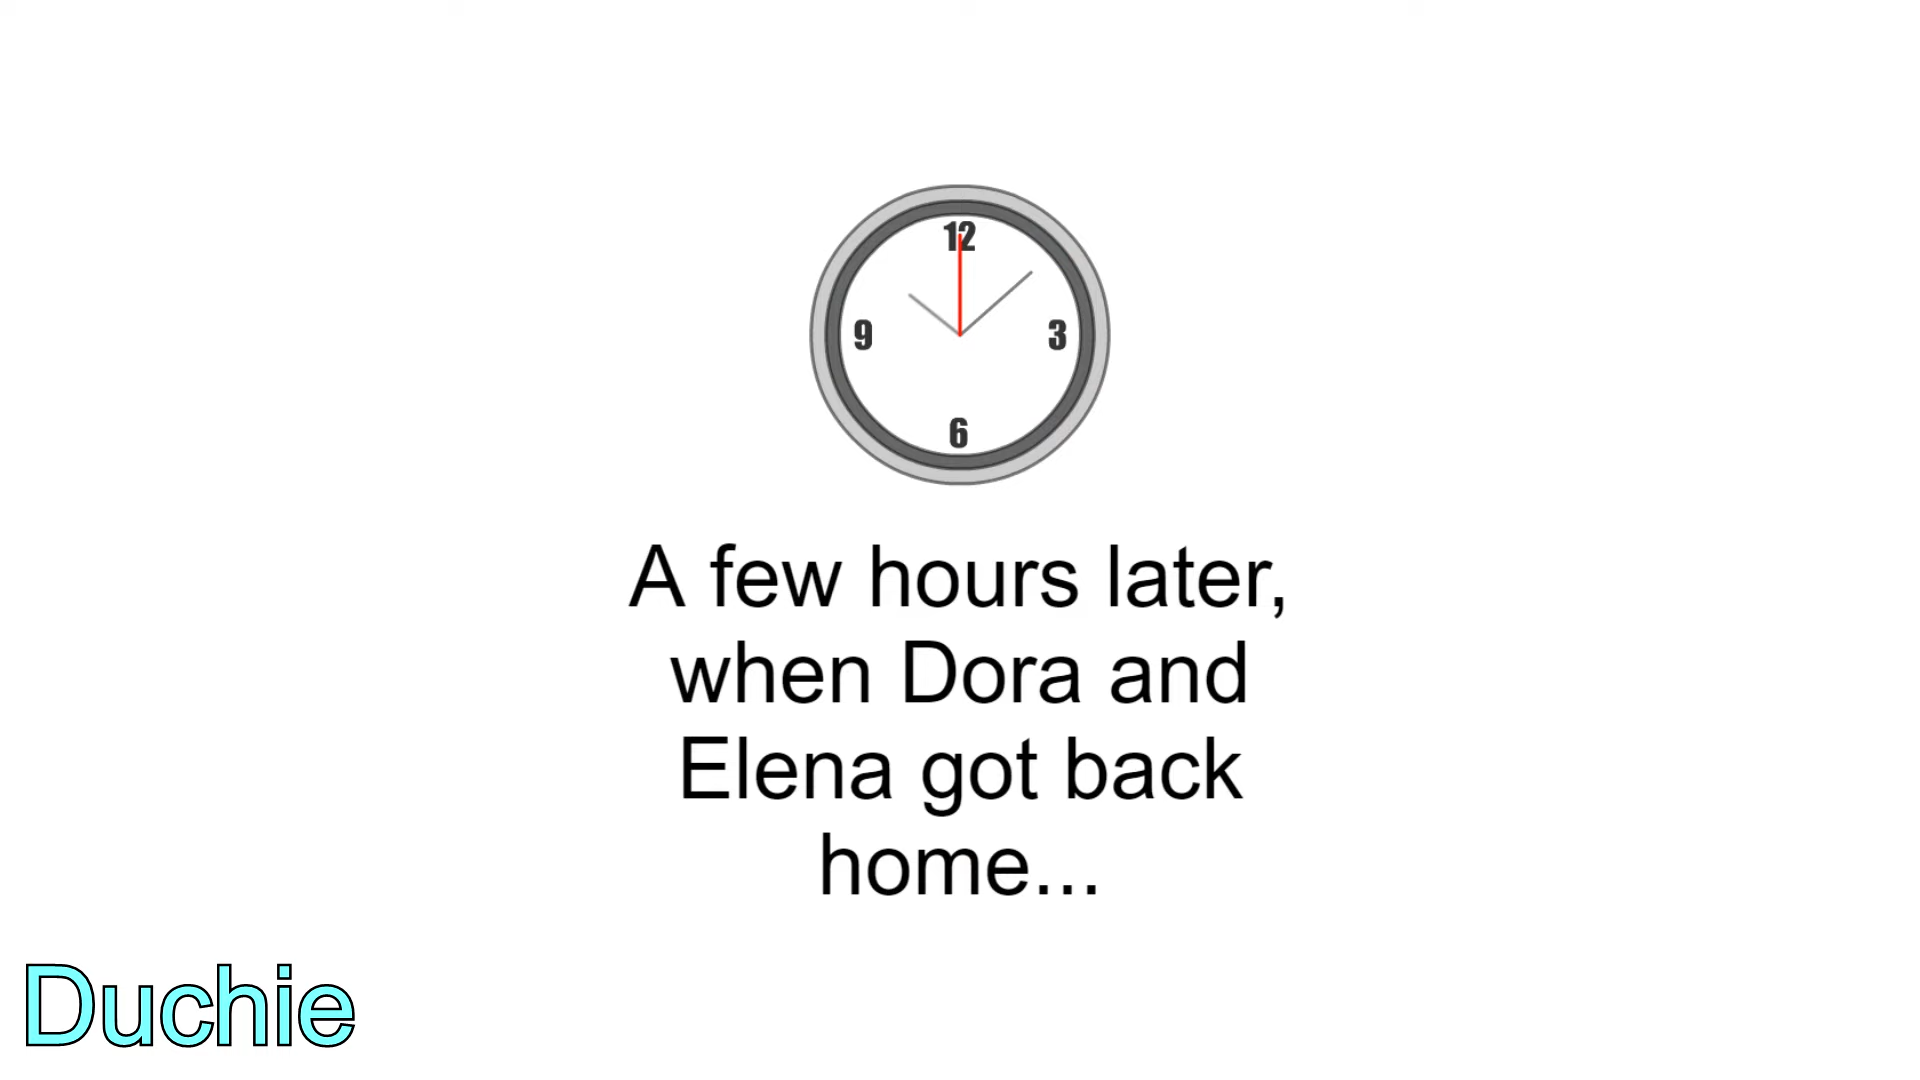 12
9 3
6
A few hours later,
when Dora and
Elena got back
home...
Duchie